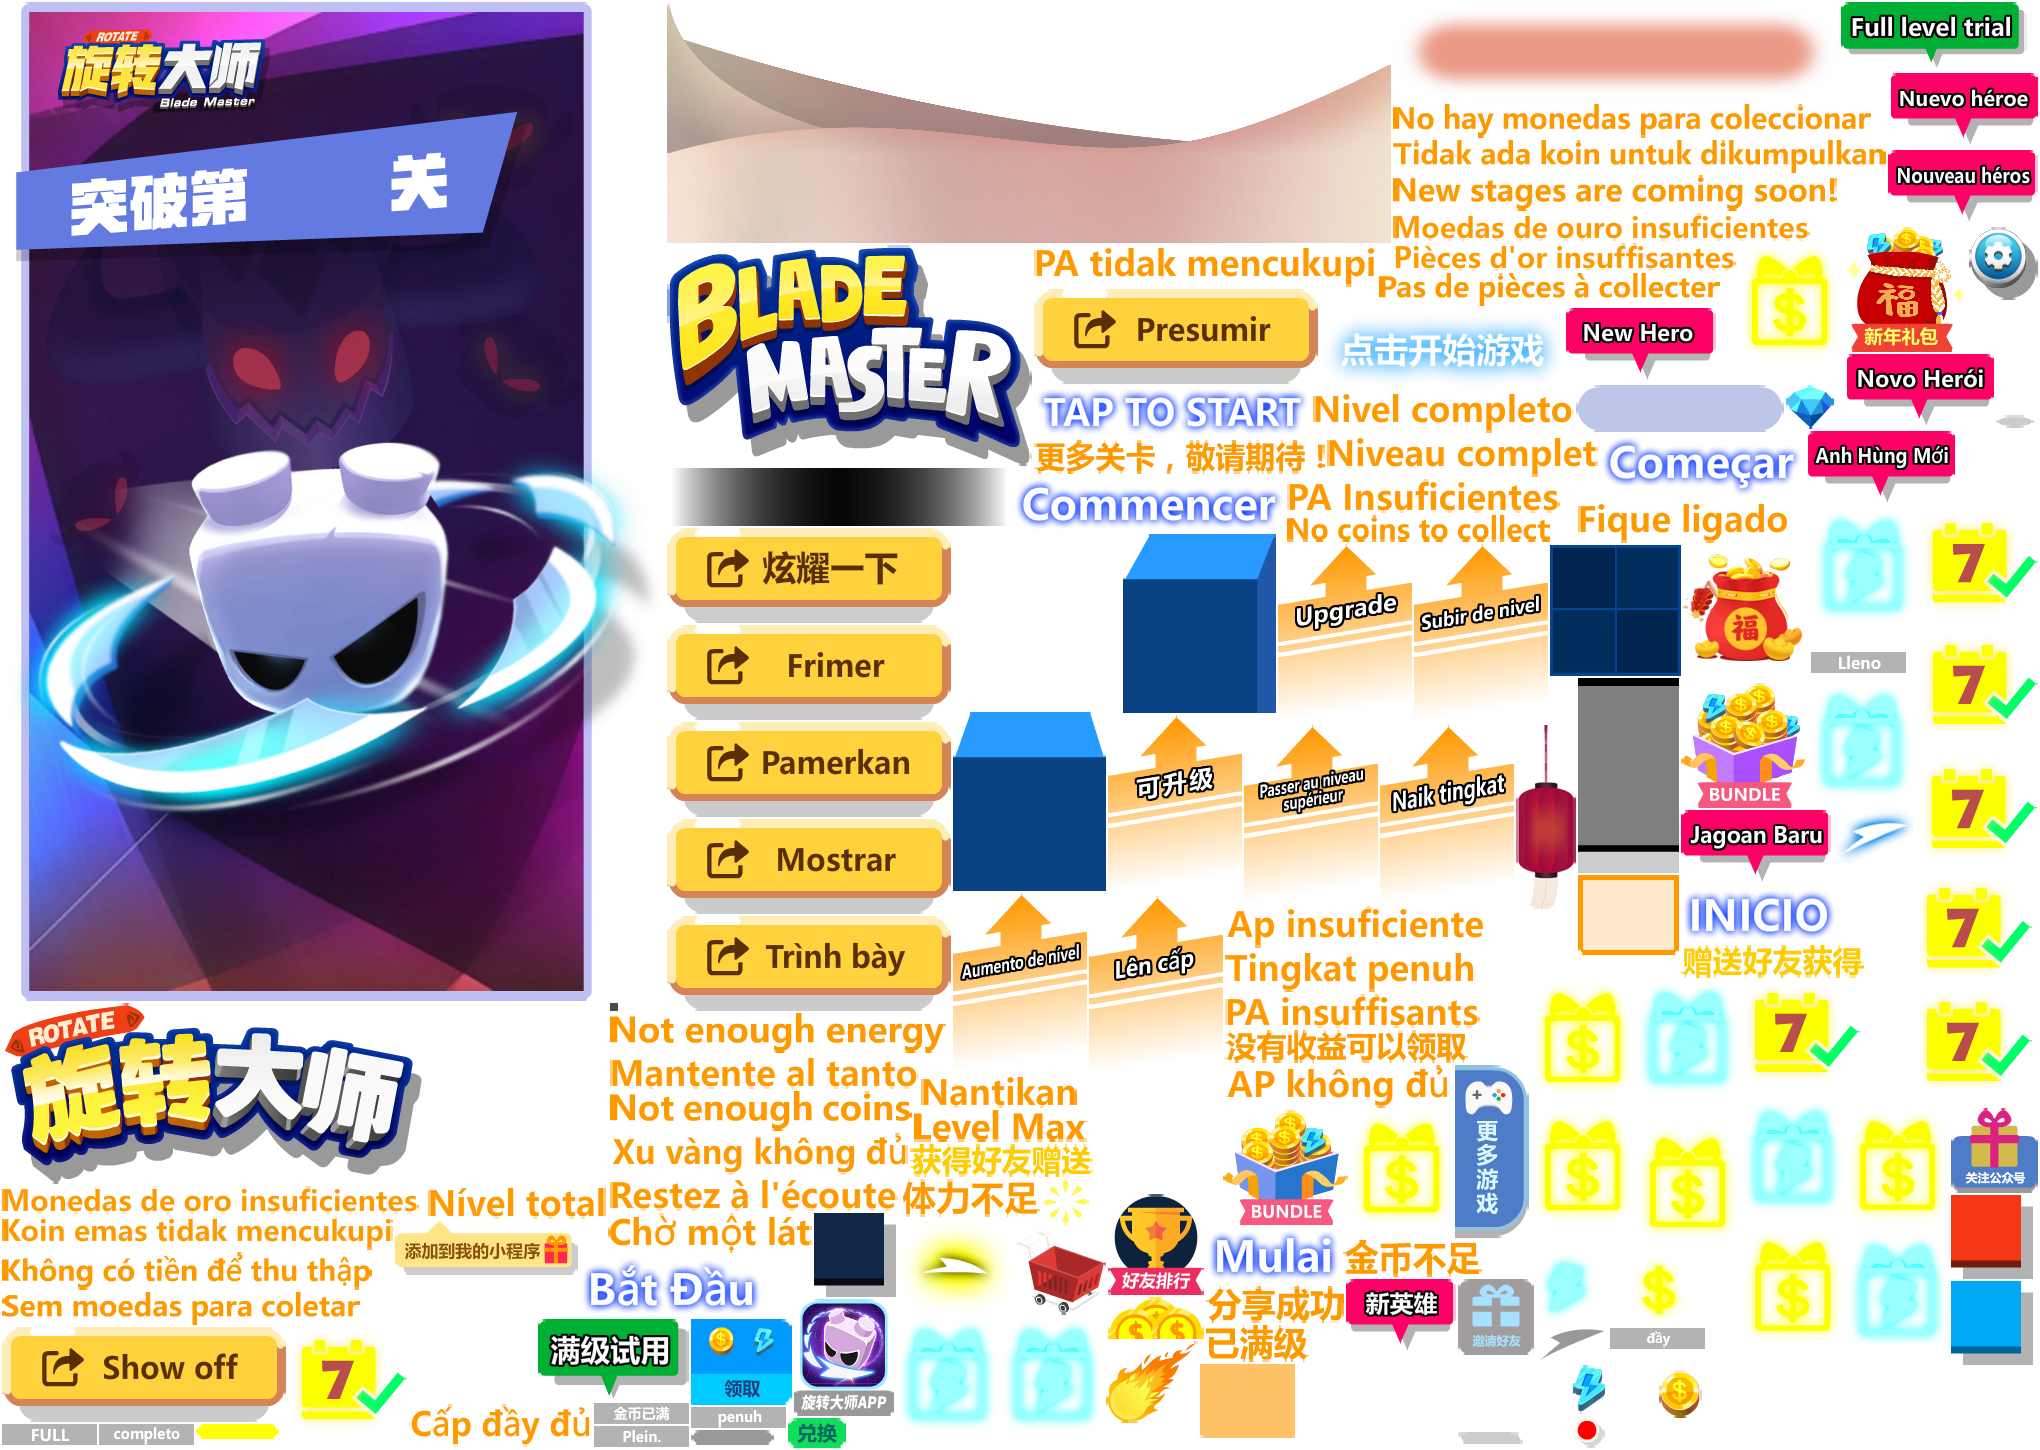 ROTATE
旋转大师
Blade Master
突破第 关
Full level trial
Nuevo héroe
No hay monedas para coleccionar
Tidak ada koin untuk dikumpulkan
Nouveau héros
New stages are coming soon!
Moedas de ouro insuficientes
Pièces d'or insuffisantes
Pas de pièces à collecter
BLADE
MASTER
PA tidak mencukupi
Presumir
点击开始游戏
New Hero
$
福
新年礼包
Novo Herói
TAP TO START
Nivel completo
更多关卡，敬请期待！
Niveau complet
Começar
Anh Hùng Mới
Commencer
PA Insuficientes
No coins to collect
Fique ligado
炫耀一下
Frimer
Pamerkan
Mostrar
Trình bày
Upgrade
Subir de nivel
福
7
Lleno
7
可升级
Passer au niveau
supérieur
Naik tingkat
BUNDLE
7
Jagoan Baru
INICIO
赠送好友获得
7
Aumento de nível
Lên cấp
Ap insuficiente
Tingkat penuh
PA insuffisants
没有收益可以领取
AP không đủ
$
7
7
ROTATE
旋转大师
Not enough energy
Mantente al tanto
Not enough coins
Nantikan
Level Max
Xu vàng không đủ
获得好友赠送
Restez à l'écoute
体力不足
Chờ một lát
更多游戏
BUNDLE
$
$
$
$
关注公众号
Monedas de oro insuficientes
Nível total
Koin emas tidak mencukupi
添加到我的小程序
Không có tiền để thu thập
Sem moedas para coletar
Bắt Đầu
好友排行
Mulai
金币不足
分享成功
新英雄
已满级
邀请好友
$
đầy
$
Show off
7
满级试用
领取
旋转大师APP
Cấp đầy đủ
金币已满
penuh
Plein.
兑换
FULL
completo
$